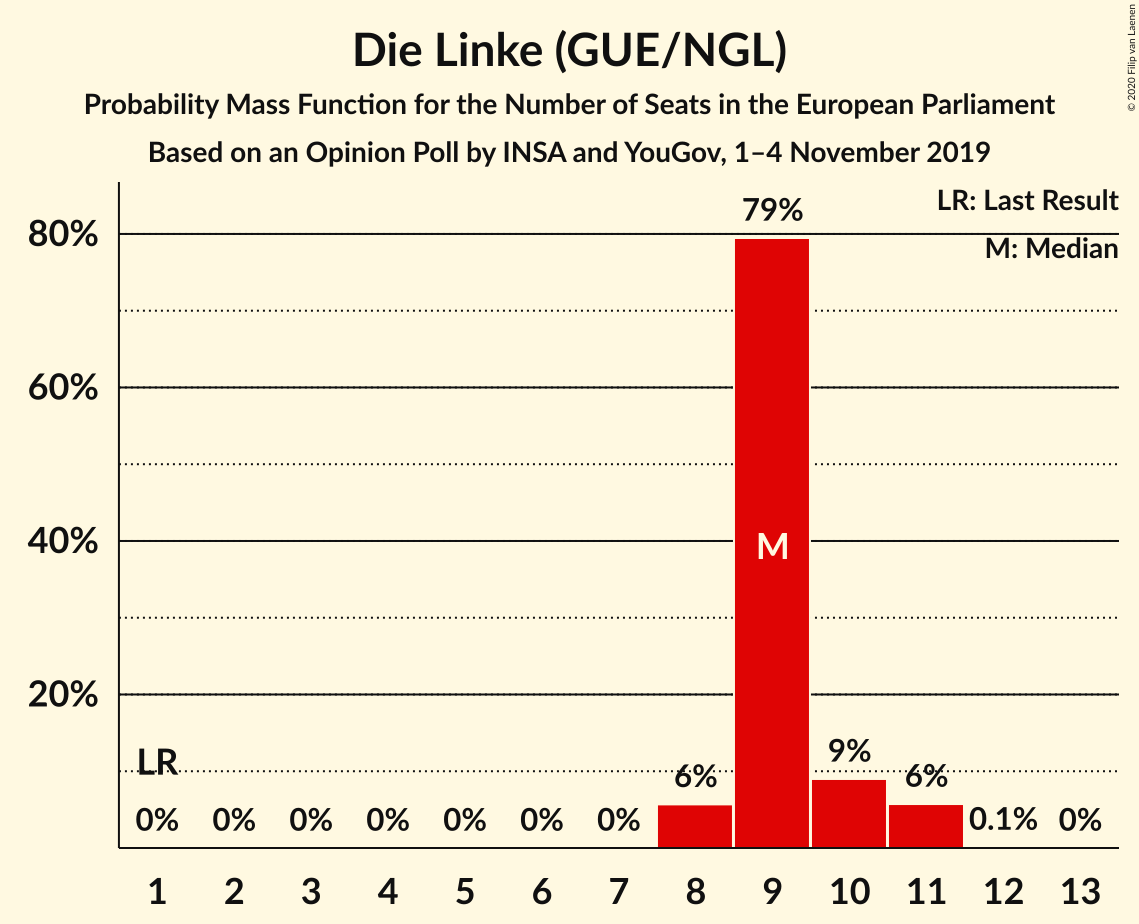 Die Linke (GUE/NGL)
Probability Mass Function for the Number of Seats in the European Parliament
Based on an Opinion Poll by INSA and YouGov, 1–4 November 2019
© 2020 Filip van Laenen
LR: Last Result
M: Median
80%
60%
40%
20%
LR
0%
0%
0%
0%
0%
0%
0%
6%
79%
M
9%
6%
0.1%
0%
1 2 3 4 5 6 7 8 9 10 11 12 13